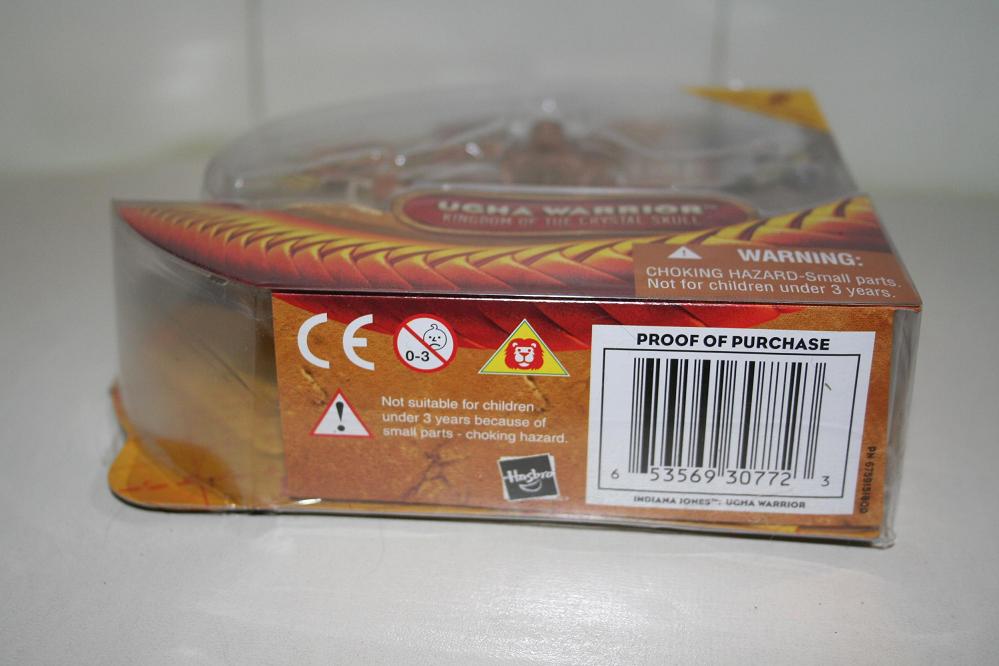 UGHA WARRIOR™
KINGDOM OF THE CRYSTAL SKULL
WARNING:
CHOKING HAZARD-Small parts.
Not for children under 3 years.
CE
0-3
Not suitable for children
under 3 years because of
small parts - choking hazard.
Hasbro
PROOF OF PURCHASE
6 53569 30772 3
INDIANA JONES™: UGHA WARRIOR